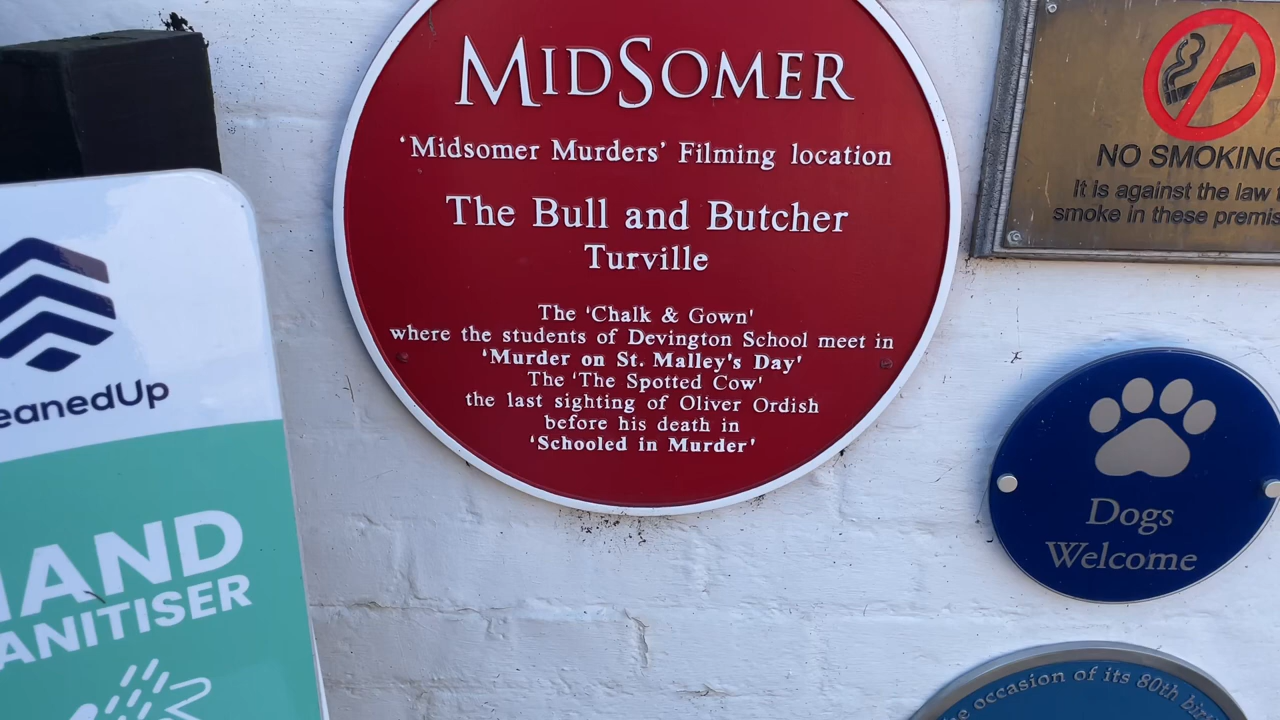 MIDSOMER
'Midsomer Murders' Filming location
The Bull and Butcher
Turville
The 'Chalk & Gown'
where the students of Devington School meet in
'Murder on St. Malley's Day'
The 'The Spotted Cow'
the last sighting of Oliver Ordish
before his death in
'Schooled in Murder'
NO SMOKING
It is against the law
smoke in these
Dogs
Welcome
occasion of its 80th
eanedUp
AND
ANITISER